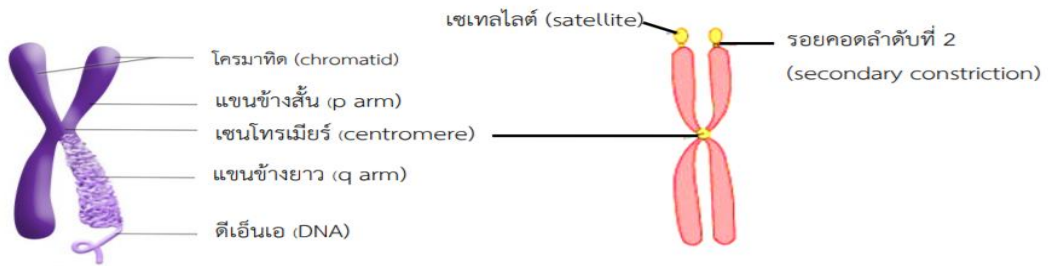 เซเทลไลต์ (satellite)
รอยคอดลำดับที่ 2
(secondary constriction)
โครมาทิด (chromatid)
แขนข้างสั้น (p arm)
เซนโทรเมียร์ (centromere)
แขนข้างยาว (q arm)
ดีเอ็นเอ (DNA)